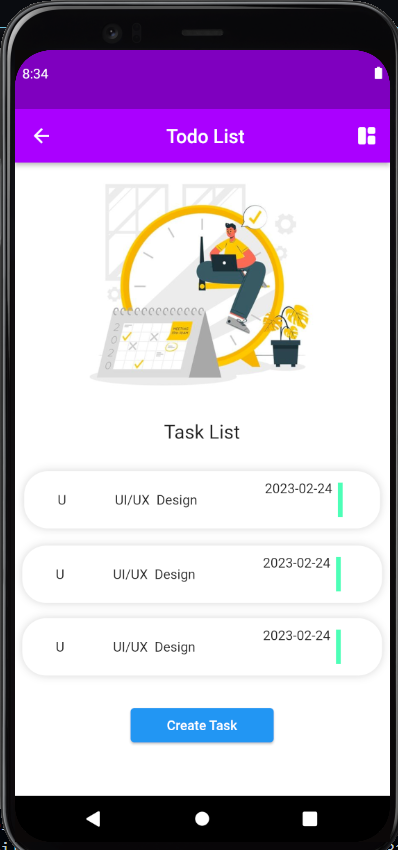 8:34
Todo List
Task List
2023-02-24
U UI/UX Design
2023-02-24
U UI/UX Design
2023-02-24
U UI/UX Design
Create Task